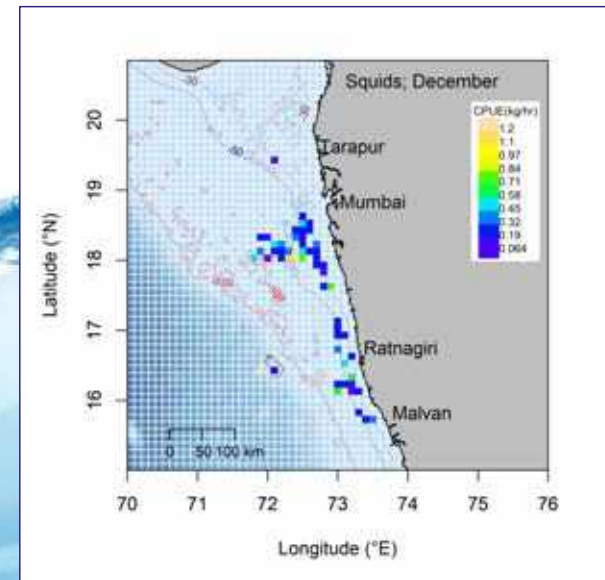 Squids; December
CPUE(kg/hr)
1.2
1.1
0.97
0.84
0.71
0.58
0.45
0.32
0.19
0.064
Tarapur
Mumbai
Ratnagiri
Malvan
20
19
18
17
16
Latitude (°N)
-50
0 50 100 km
70 71 72 73 74 75 76
Longitude (°E)